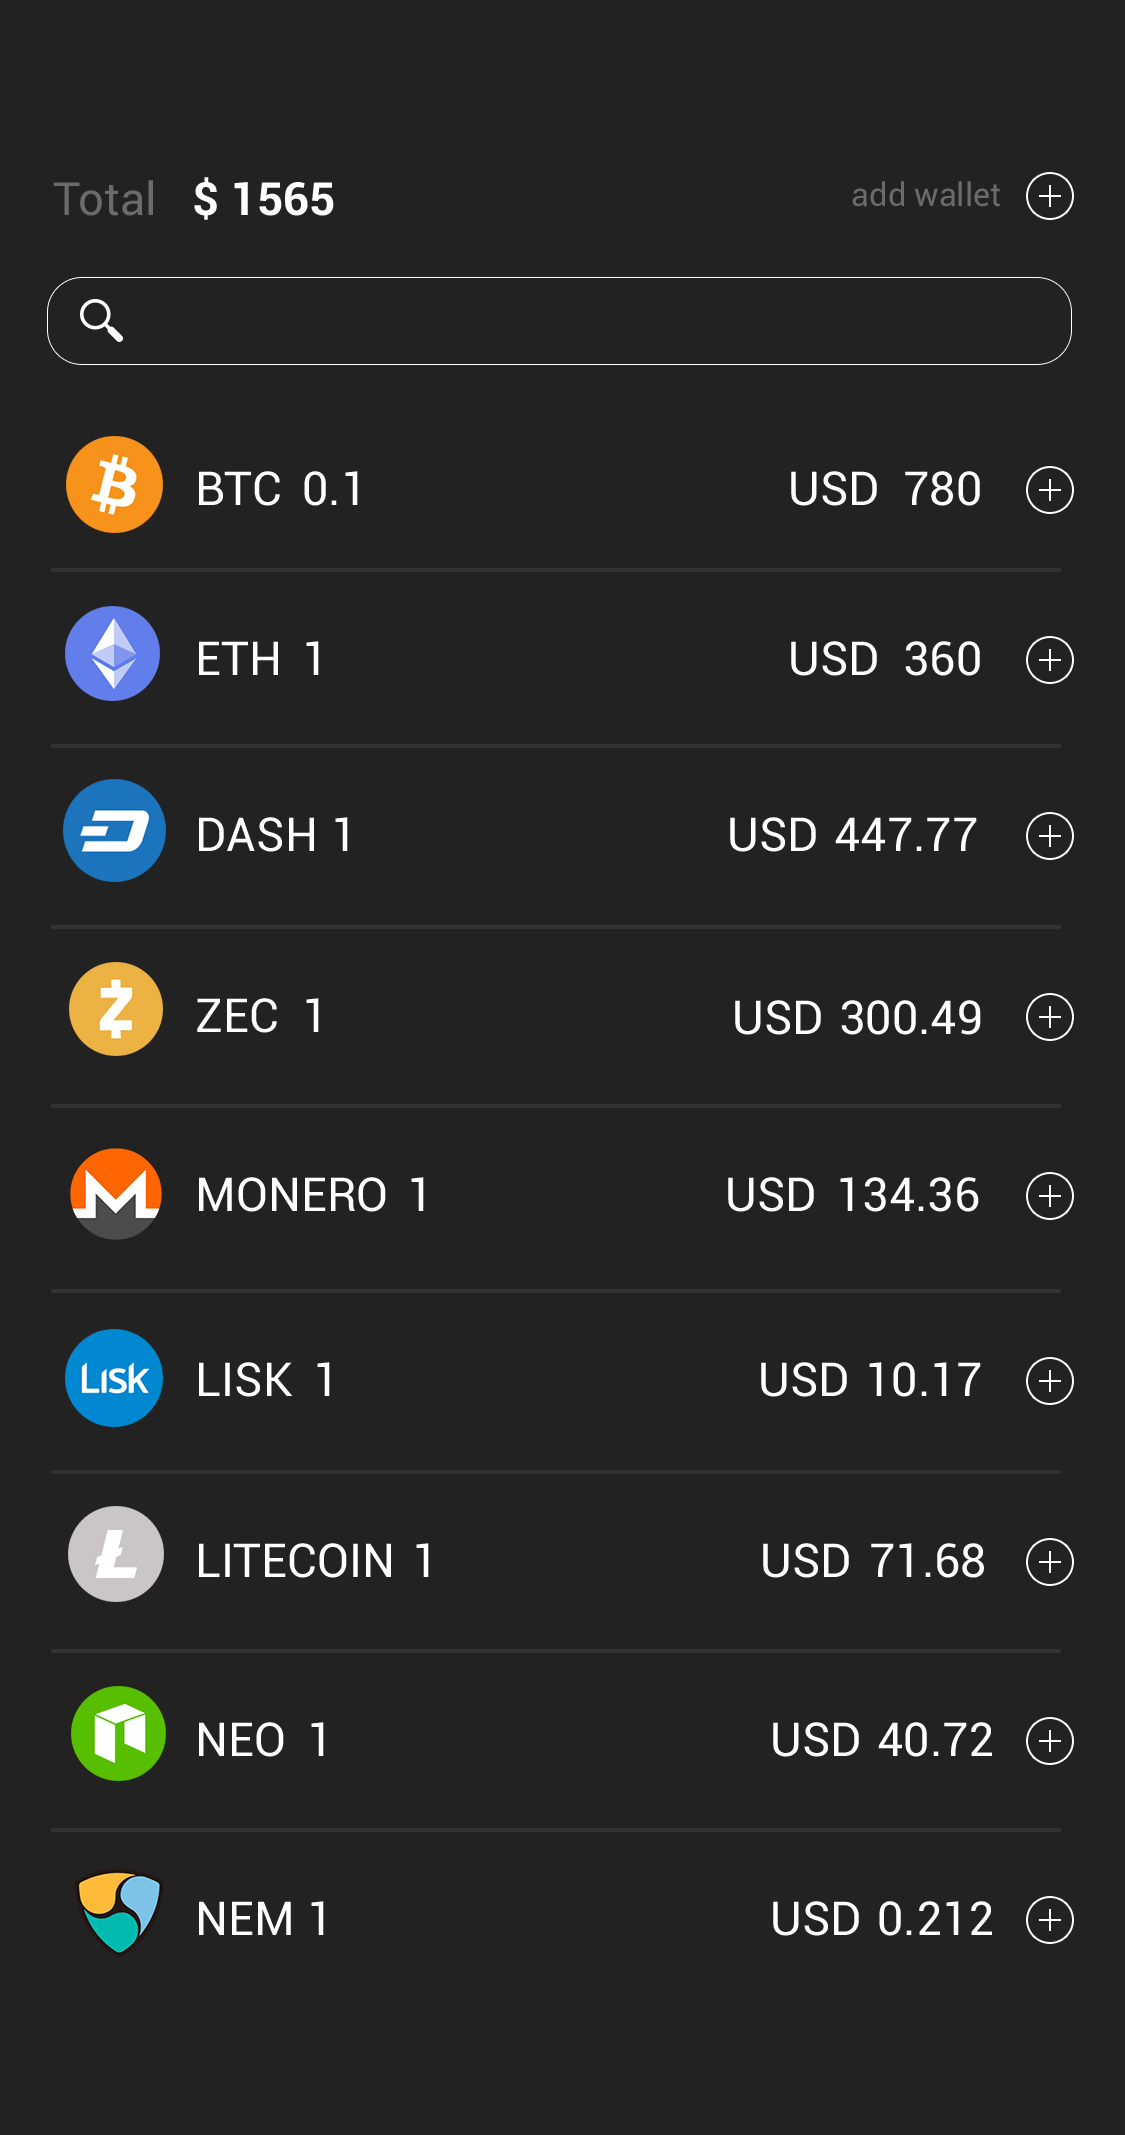 Total $ 1565 add wallet
BTC 0.1 USD 780
ETH 1 USD 360
DASH 1 USD 447.77
ZEC 1 USD 300.49
MONERO 1 USD 134.36
Lisk LISK 1 USD 10.17
LITECOIN 1 USD 71.68
NEO 1 USD 40.72
NEM 1 USD 0.212